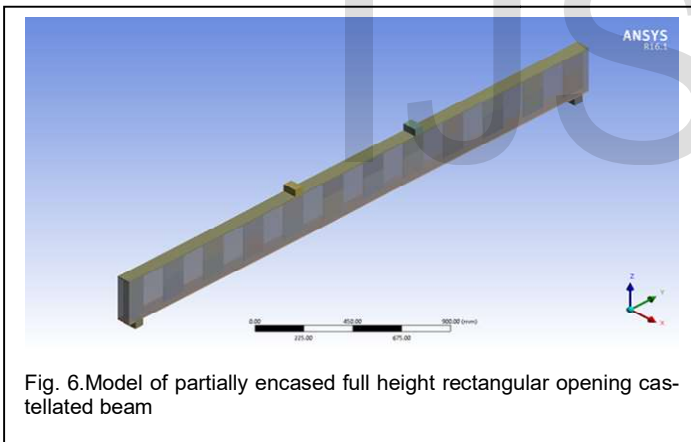 IJS
ANSYS
R16.1
Z
Y
X
0.00 450.00 900.00 (mm)
225.00 675.00
Fig. 6.Model of partially encased full height rectangular opening cas-
tellated beam